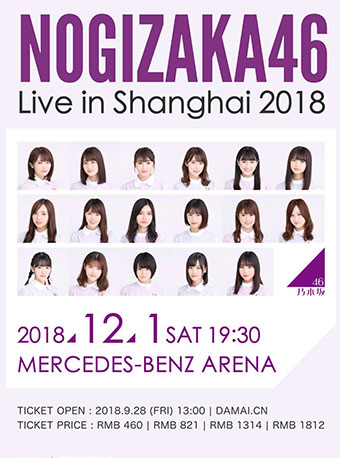 NOGIZAKA46
Live in Shanghai 2018
46
乃木坂
2018.12.1 SAT 19:30
MERCEDES-BENZ ARENA
TICKET OPEN : 2018.9.28 (FRI) 13:00 | DAMAI.CN
TICKET PRICE : RMB 460 | RMB 821 | RMB 1314 | RMB 1812